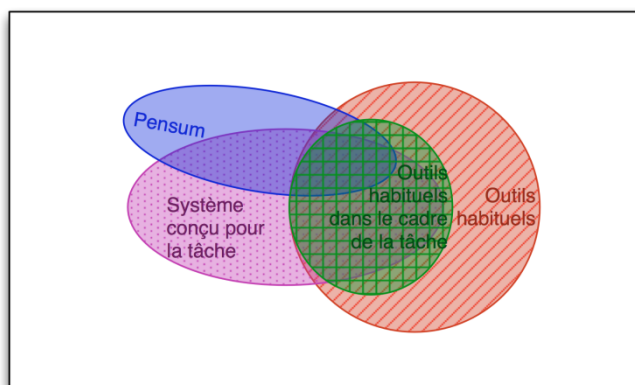 Pensum
Système
conçu pour
la tâche
Outils
habituels
dans le cadre
de la tâche
Outils
habituels